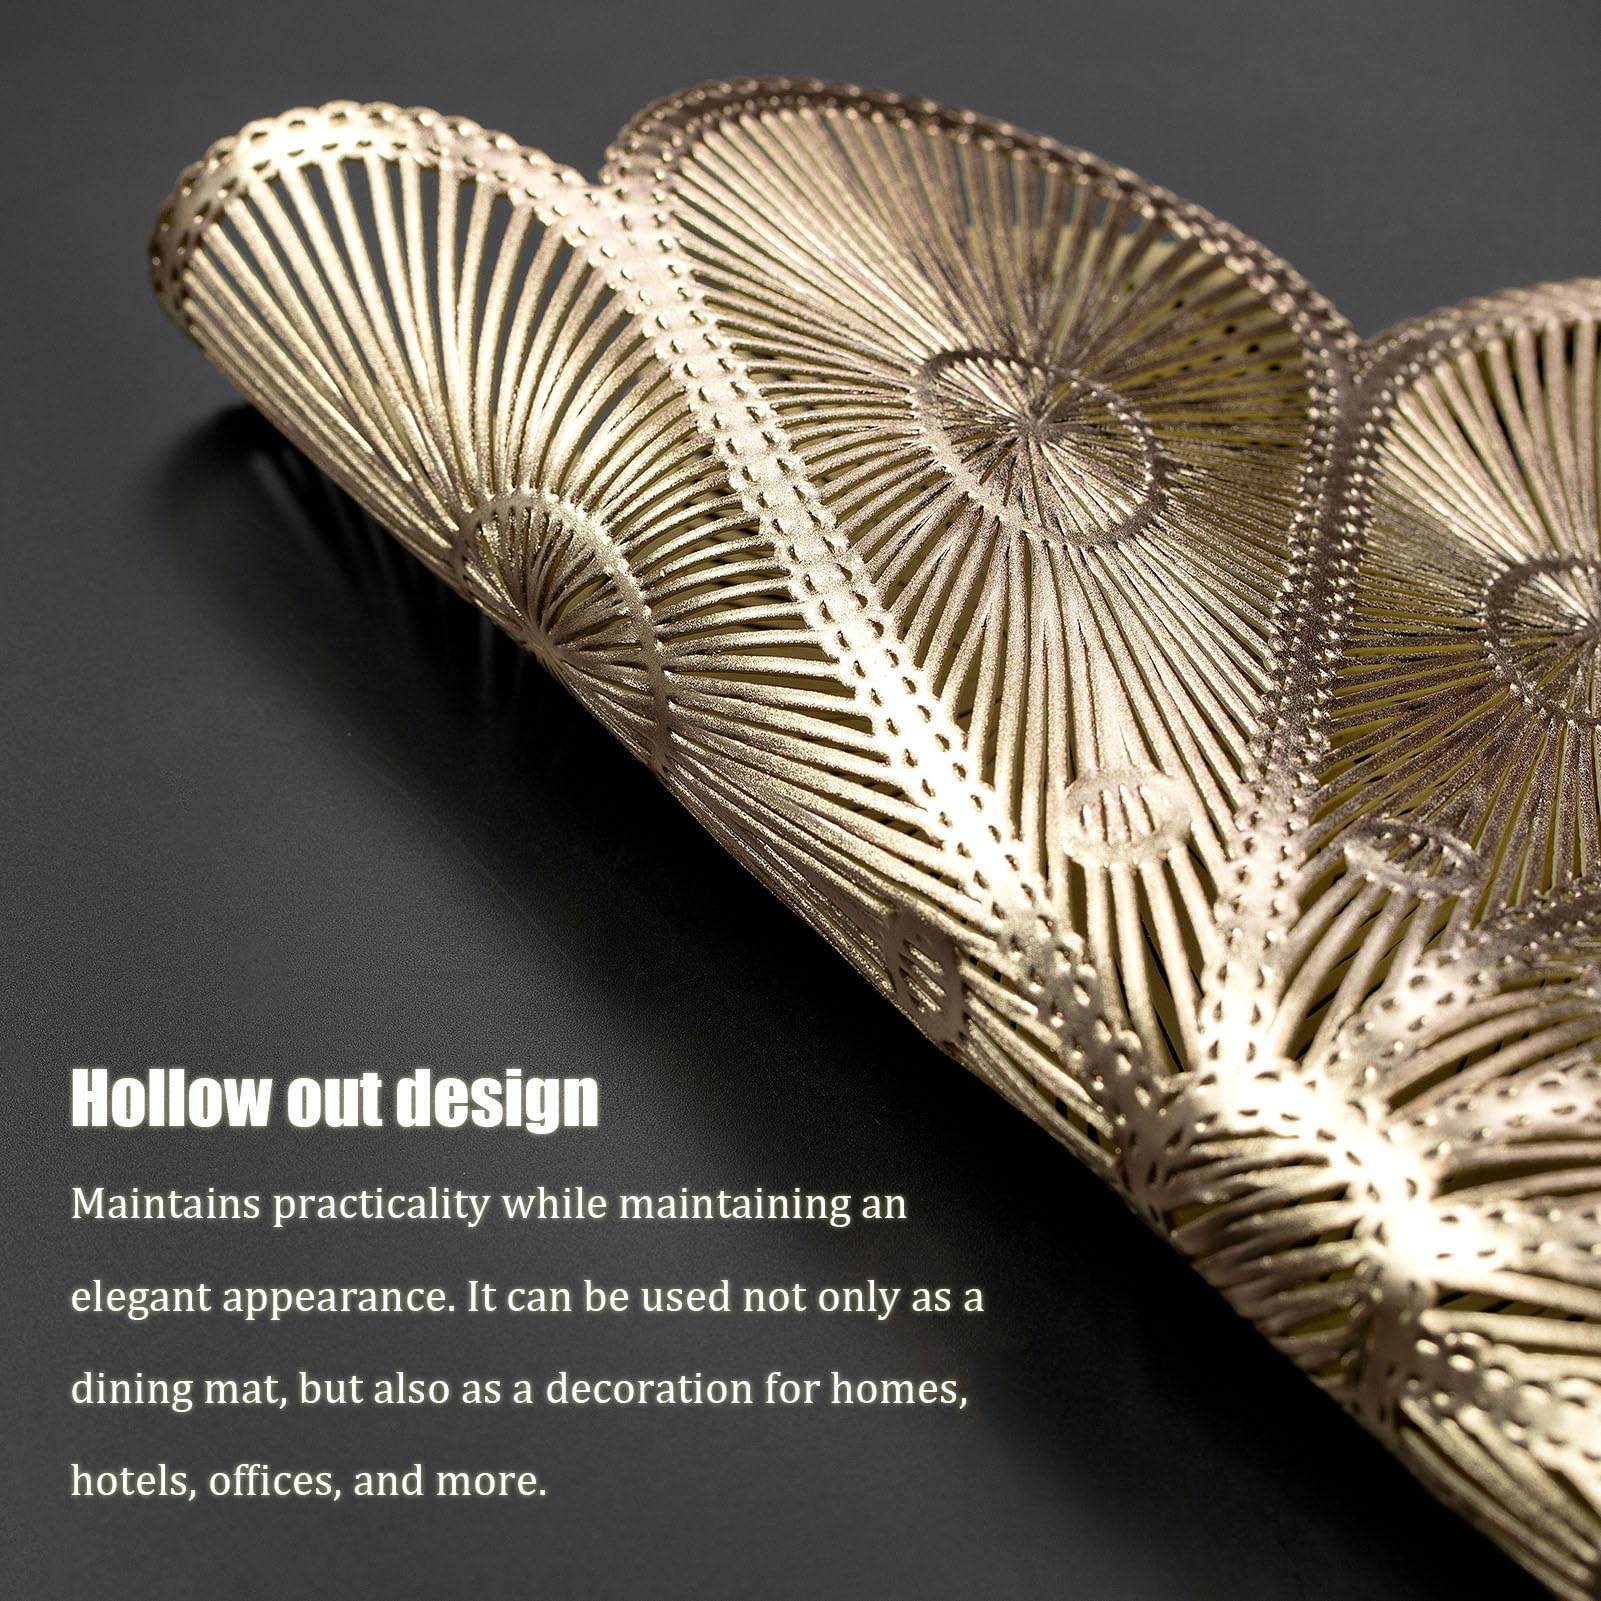 Hollow out design
Maintains practicality while maintaining an
elegant appearance. It can be used not only as a
dining mat, but also as a decoration for homes,
hotels, offices, and more.